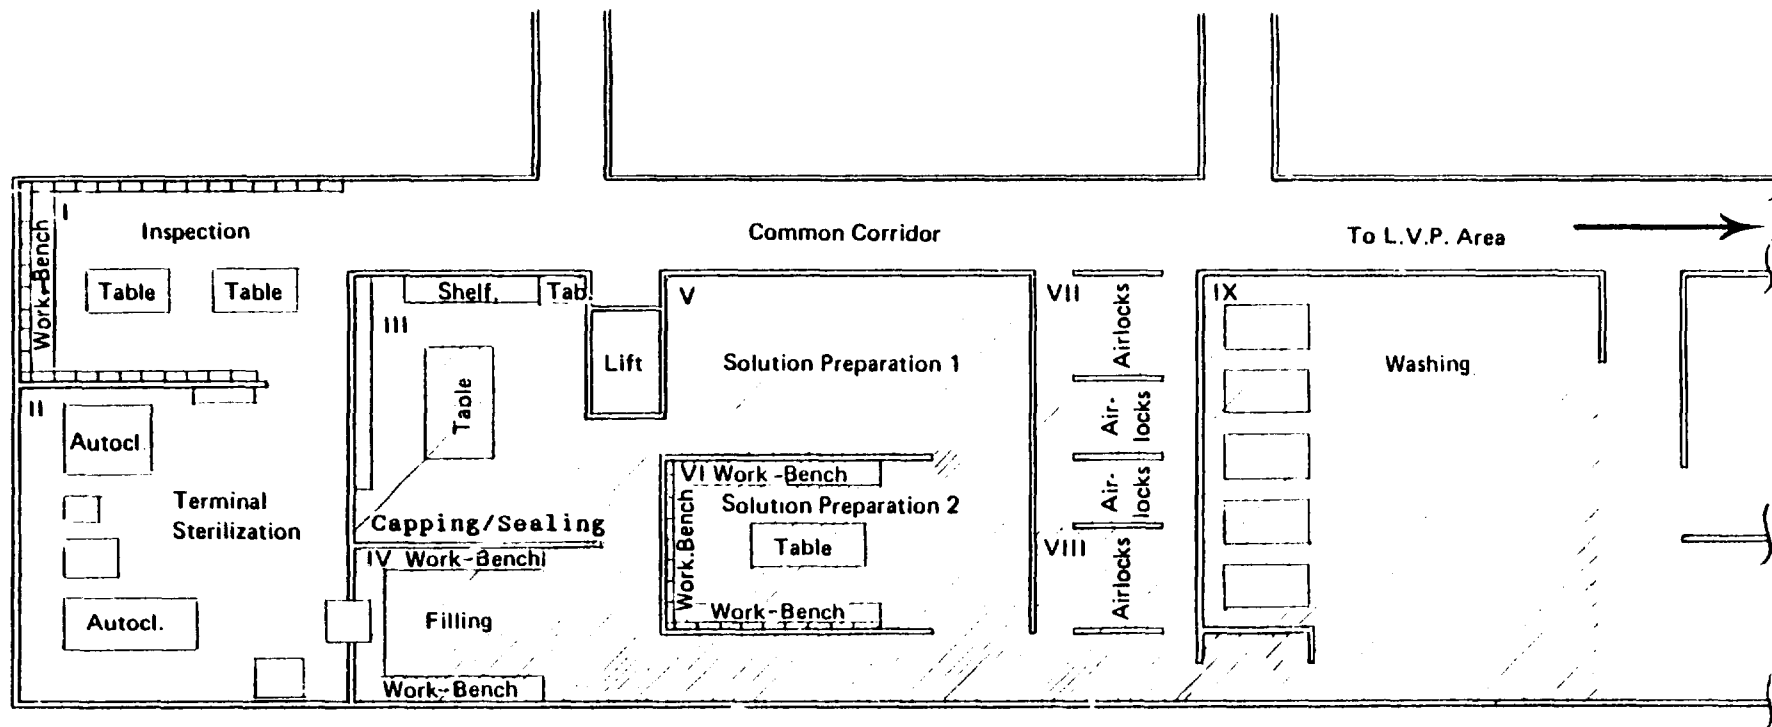 I
Inspection
Work-Bench
Table
Table
Common Corridor
To L.V.P. Area
II
Autocl.
Terminal
Sterilization
Autocl.
III
Shelf.
Tab.
Table
Capping/Sealing
Lift
IV Work-Bench
Filling
Work-Bench
V
Solution Preparation 1
VI Work-Bench
Solution Preparation 2
Work.Bench
Table
Work-Bench
VII
Airlocks
Air-
locks
Air-
locks
VIII
Airlocks
IX
Washing